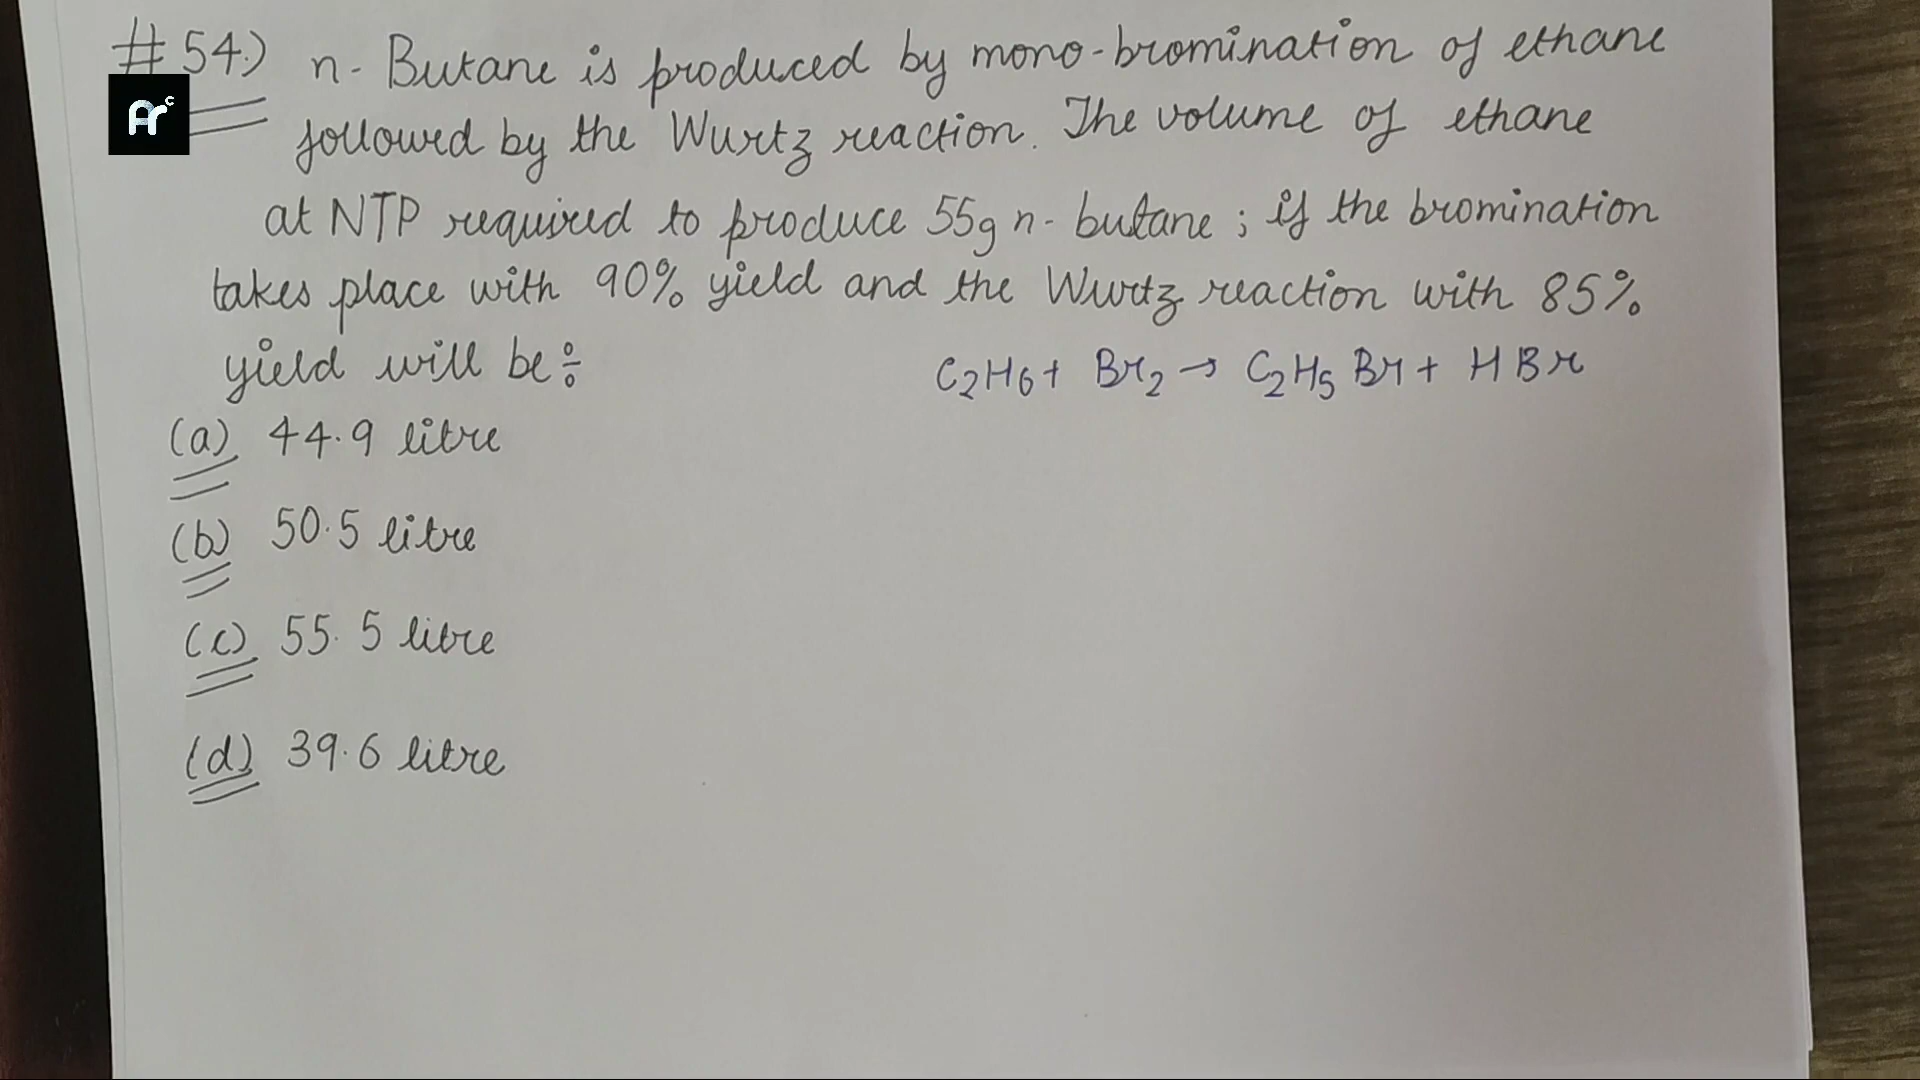 #54.) n-Butane is produced by mono-bromination of ethane
Ar c
followed by the Wurtz reaction. The volume of ethane
at NTP required to produce 55g n-butane ; if the bromination
takes place with 90% yield and the Wurtz reaction with 85%
yield will be:
C2H6 + Br2 → C2H5Br + HBr
(a) 44.9 litre
(b) 50.5 litre
(c) 55.5 litre
(d) 39.6 litre